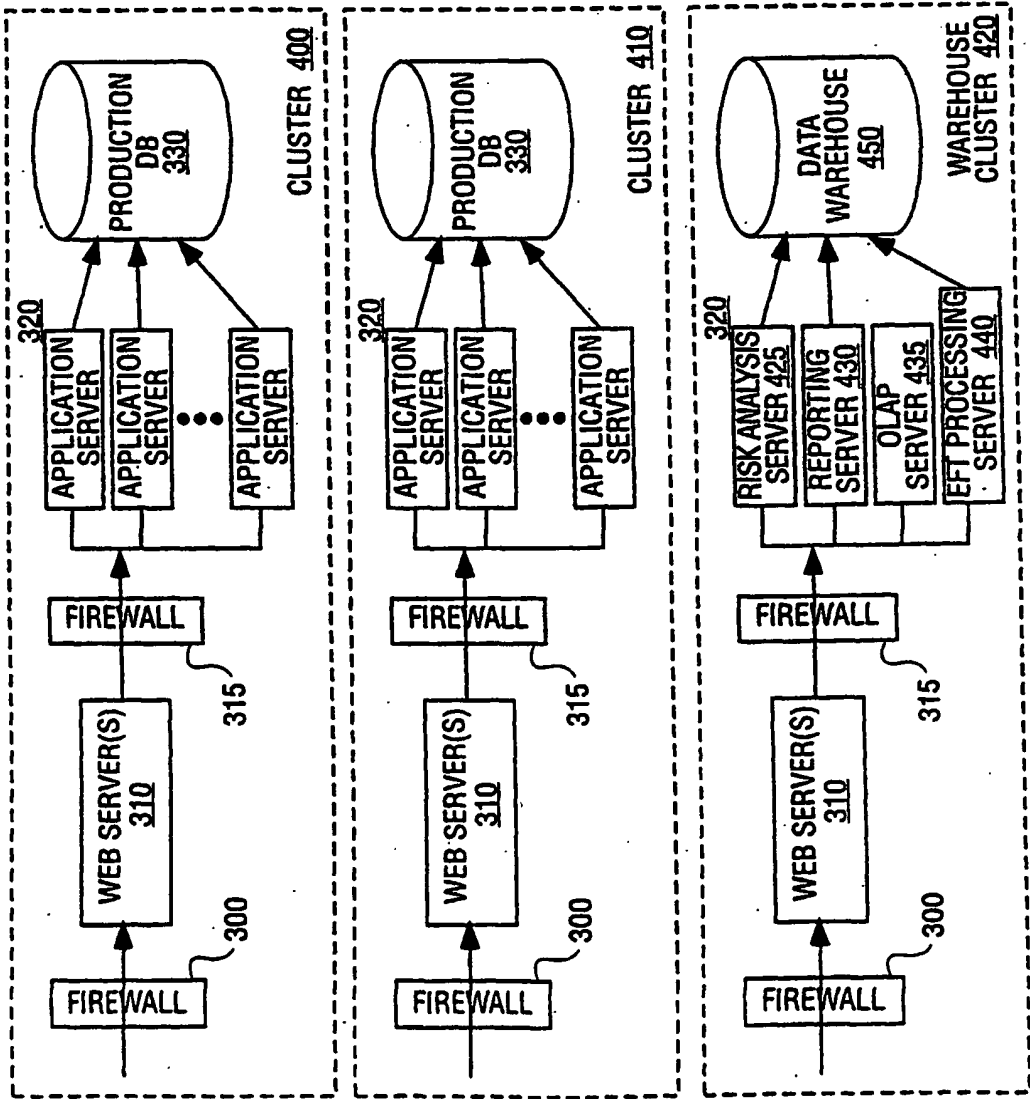 FIREWALL
300
WEB SERVER(S)
310
FIREWALL
315
320
APPLICATION
SERVER
APPLICATION
SERVER
APPLICATION
SERVER
PRODUCTION
DB
330
CLUSTER 400
FIREWALL
300
WEB SERVER(S)
310
FIREWALL
315
320
APPLICATION
SERVER
APPLICATION
SERVER
APPLICATION
SERVER
PRODUCTION
DB
330
CLUSTER 410
FIREWALL
300
WEB SERVER(S)
310
FIREWALL
315
320
RISK ANALYSIS
SERVER 425
REPORTING
SERVER 430
OLAP
SERVER 435
EFT PROCESSING
SERVER 440
DATA
WAREHOUSE
450
WAREHOUSE
CLUSTER 420